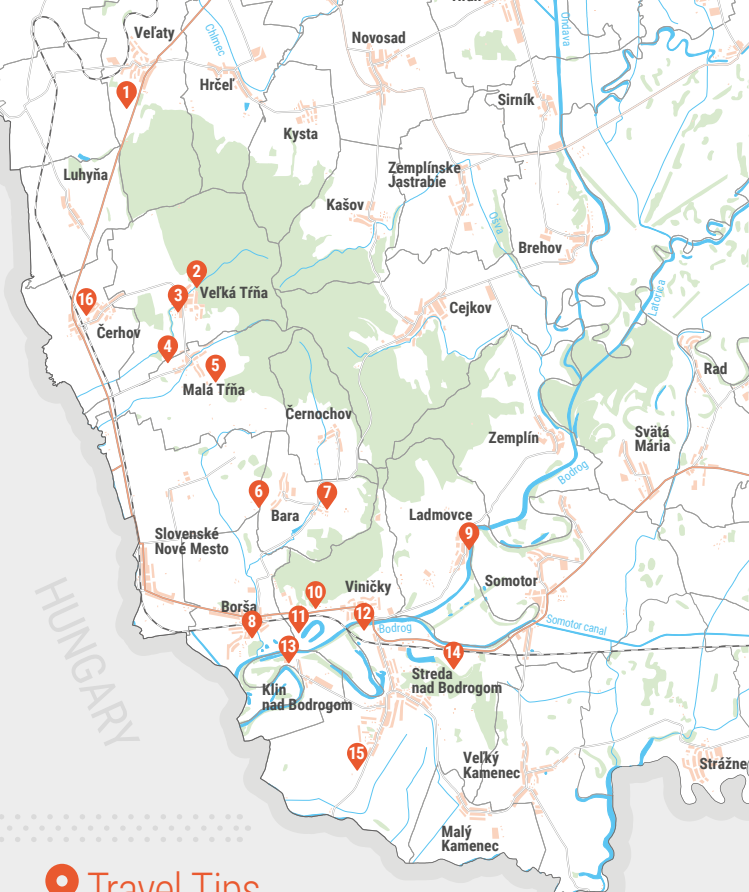 Veľaty
Chlmec
Novosad
Ondava
Hrčeľ
Sirník
1
Kysta
Luhyňa
Zemplínske
Jastrabie
Kašov
Ošva
Brehov
2
Veľká Tŕňa
3
16
Čerhov
Cejkov
Latorica
4
5
Malá Tŕňa
Rad
Černochov
Zemplín
Svätá
Mária
Bodrog
6
7
Bara
Ladmovce
9
Slovenské
Nové Mesto
HUNGARY
Somotor
10
Viničky
Borša
8
11
12
Bodrog
Somotor canal
13
14
Streda
nad Bodrogom
Klin
nad Bodrogom
15
Veľký
Kamenec
Strážne
Malý
Kamenec
Travel Tips